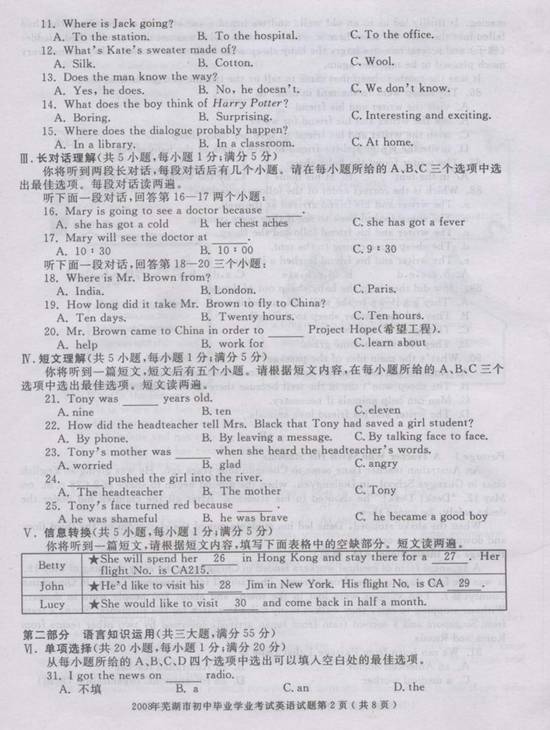 11. Where is Jack going?
A. To the station. B. To the hospital. C. To the office.
12. What's Kate's sweater made of?
A. Silk. B. Cotton. C. Wool.
13. Does the man know the way?
A. Yes, he does. B. No, he doesn't. C. We don't know.
14. What does the boy think of Harry Potter?
A. Boring. B. Surprising. C. Interesting and exciting.
15. Where does the dialogue probably happen?
A. In a library. B. In a classroom. C. At home.
Ⅲ. 长对话理解(共5小题,每小题1分;满分5分)
你将听到两段长对话,每段对话后有几个小题。请在每小题所给的A、B、C三个选项中选
出最佳选项。每段对话读两遍。
听下面一段对话,回答第16—17两个小题:
16. Mary is going to see a doctor because ______.
A. she has got a cold B. her chest aches C. she has got a fever
17. Mary will see the doctor at ______.
A. 10:30 B. 10:00 C. 9:30
听下面一段对话,回答第18—20三个小题:
18. Where is Mr. Brown from?
A. India. B. London. C. Paris.
19. How long did it take Mr. Brown to fly to China?
A. Ten days. B. Twenty hours. C. Ten hours.
20. Mr. Brown came to China in order to ______ Project Hope(希望工程).
A. help B. work for C. learn about
Ⅳ. 短文理解(共5小题,每小题1分;满分5分)
你将听到一篇短文,短文后有五个小题。请根据短文内容,在每小题所给的A、B、C三个
选项中选出最佳选项。短文读两遍。
21. Tony was ______ years old.
A. nine B. ten C. eleven
22. How did the headteacher tell Mrs. Black that Tony had saved a girl student?
A. By phone. B. By leaving a message. C. By talking face to face.
23. Tony's mother was ______ when she heard the headteacher's words.
A. worried B. glad C. angry
24. ______ pushed the girl into the river.
A. The headteacher B. The mother C. Tony
25. Tony's face turned red because ______.
A he was shameful B. he was brave C. he became a good boy
Ⅴ. 信息转换(共5小题,每小题1分;满分5分)
你将听到一篇短文,请根据短文内容,填写下面表格中的空缺部分。短文读两遍。
Betty ★She will spend her 26 in Hong Kong and stay there for a 27 . Her
flight No. is CA215.
John ★He'd like to visit his 28 Jim in New York. His flight No. is CA 29 .
Lucy ★She would like to visit 30 and come back in half a month.
第二部分 语言知识运用(共三大题,满分55分)
Ⅵ. 单项选择(共20小题,每小题1分;满分20分)
从每小题所给的A、B、C、D四个选项中选出可以填入空白处的最佳选项。
31. I got the news on ______ radio.
A. 不填 B. a C. an D. the
2008年芜湖市初中毕业学业考试英语试题第2页(共8页)